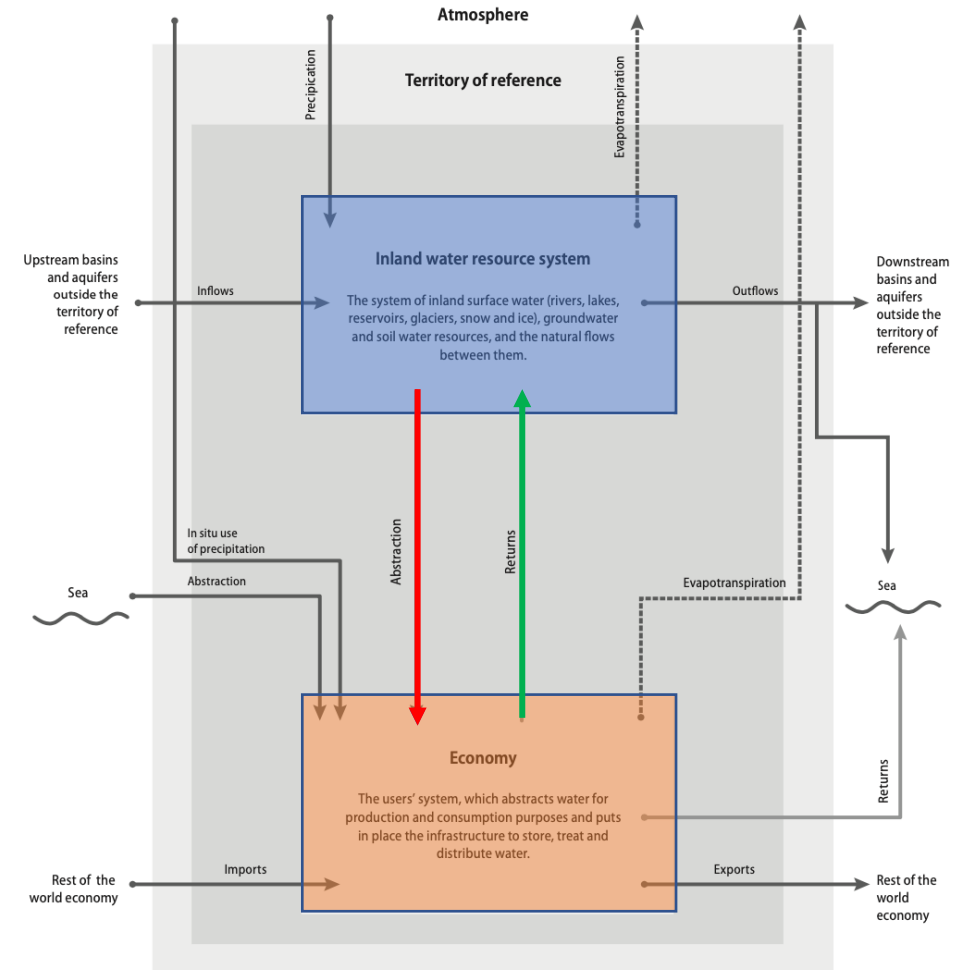 Atmosphere
Territory of reference
Precipication
Evapotranspiration
Inland water resource system
The system of inland surface water (rivers, lakes,
reservoirs, glaciers, snow and ice), groundwater
and soil water resources, and the natural flows
between them.
Upstream basins
and aquifers
outside the
territory of
reference
Inflows
Outflows
Downstream
basins and
aquifers
outside the
territory of
reference
Abstraction
Returns
In situ use
of precipitation
Abstraction
Sea
Evapotranspiration
Sea
Economy
The users' system, which abstracts water for
production and consumption purposes and puts
in place the infrastructure to store, treat and
distribute water.
Returns
Imports
Rest of the
world economy
Exports
Rest of the
world
economy